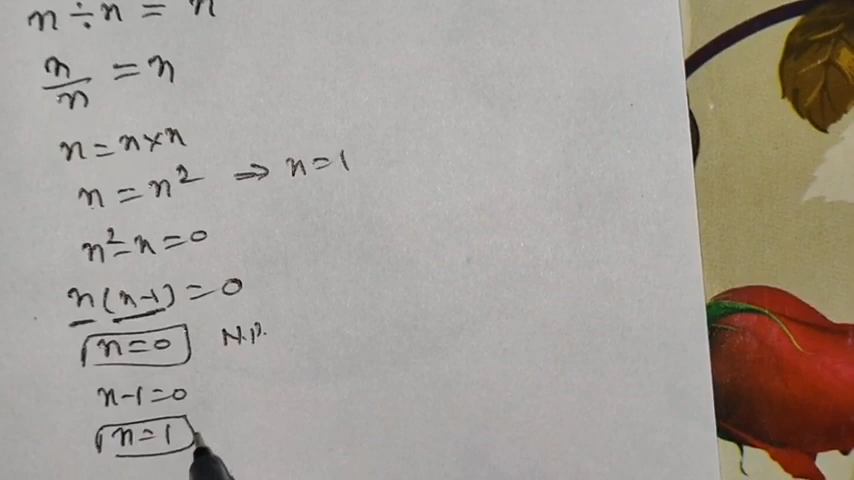 n ÷ n = n
n/n = n
n = n × n
n = n² ⇒ n = 1
n² - n = 0
n (n-1) = 0
n = 0 N.P.
n - 1 = 0
n = 1